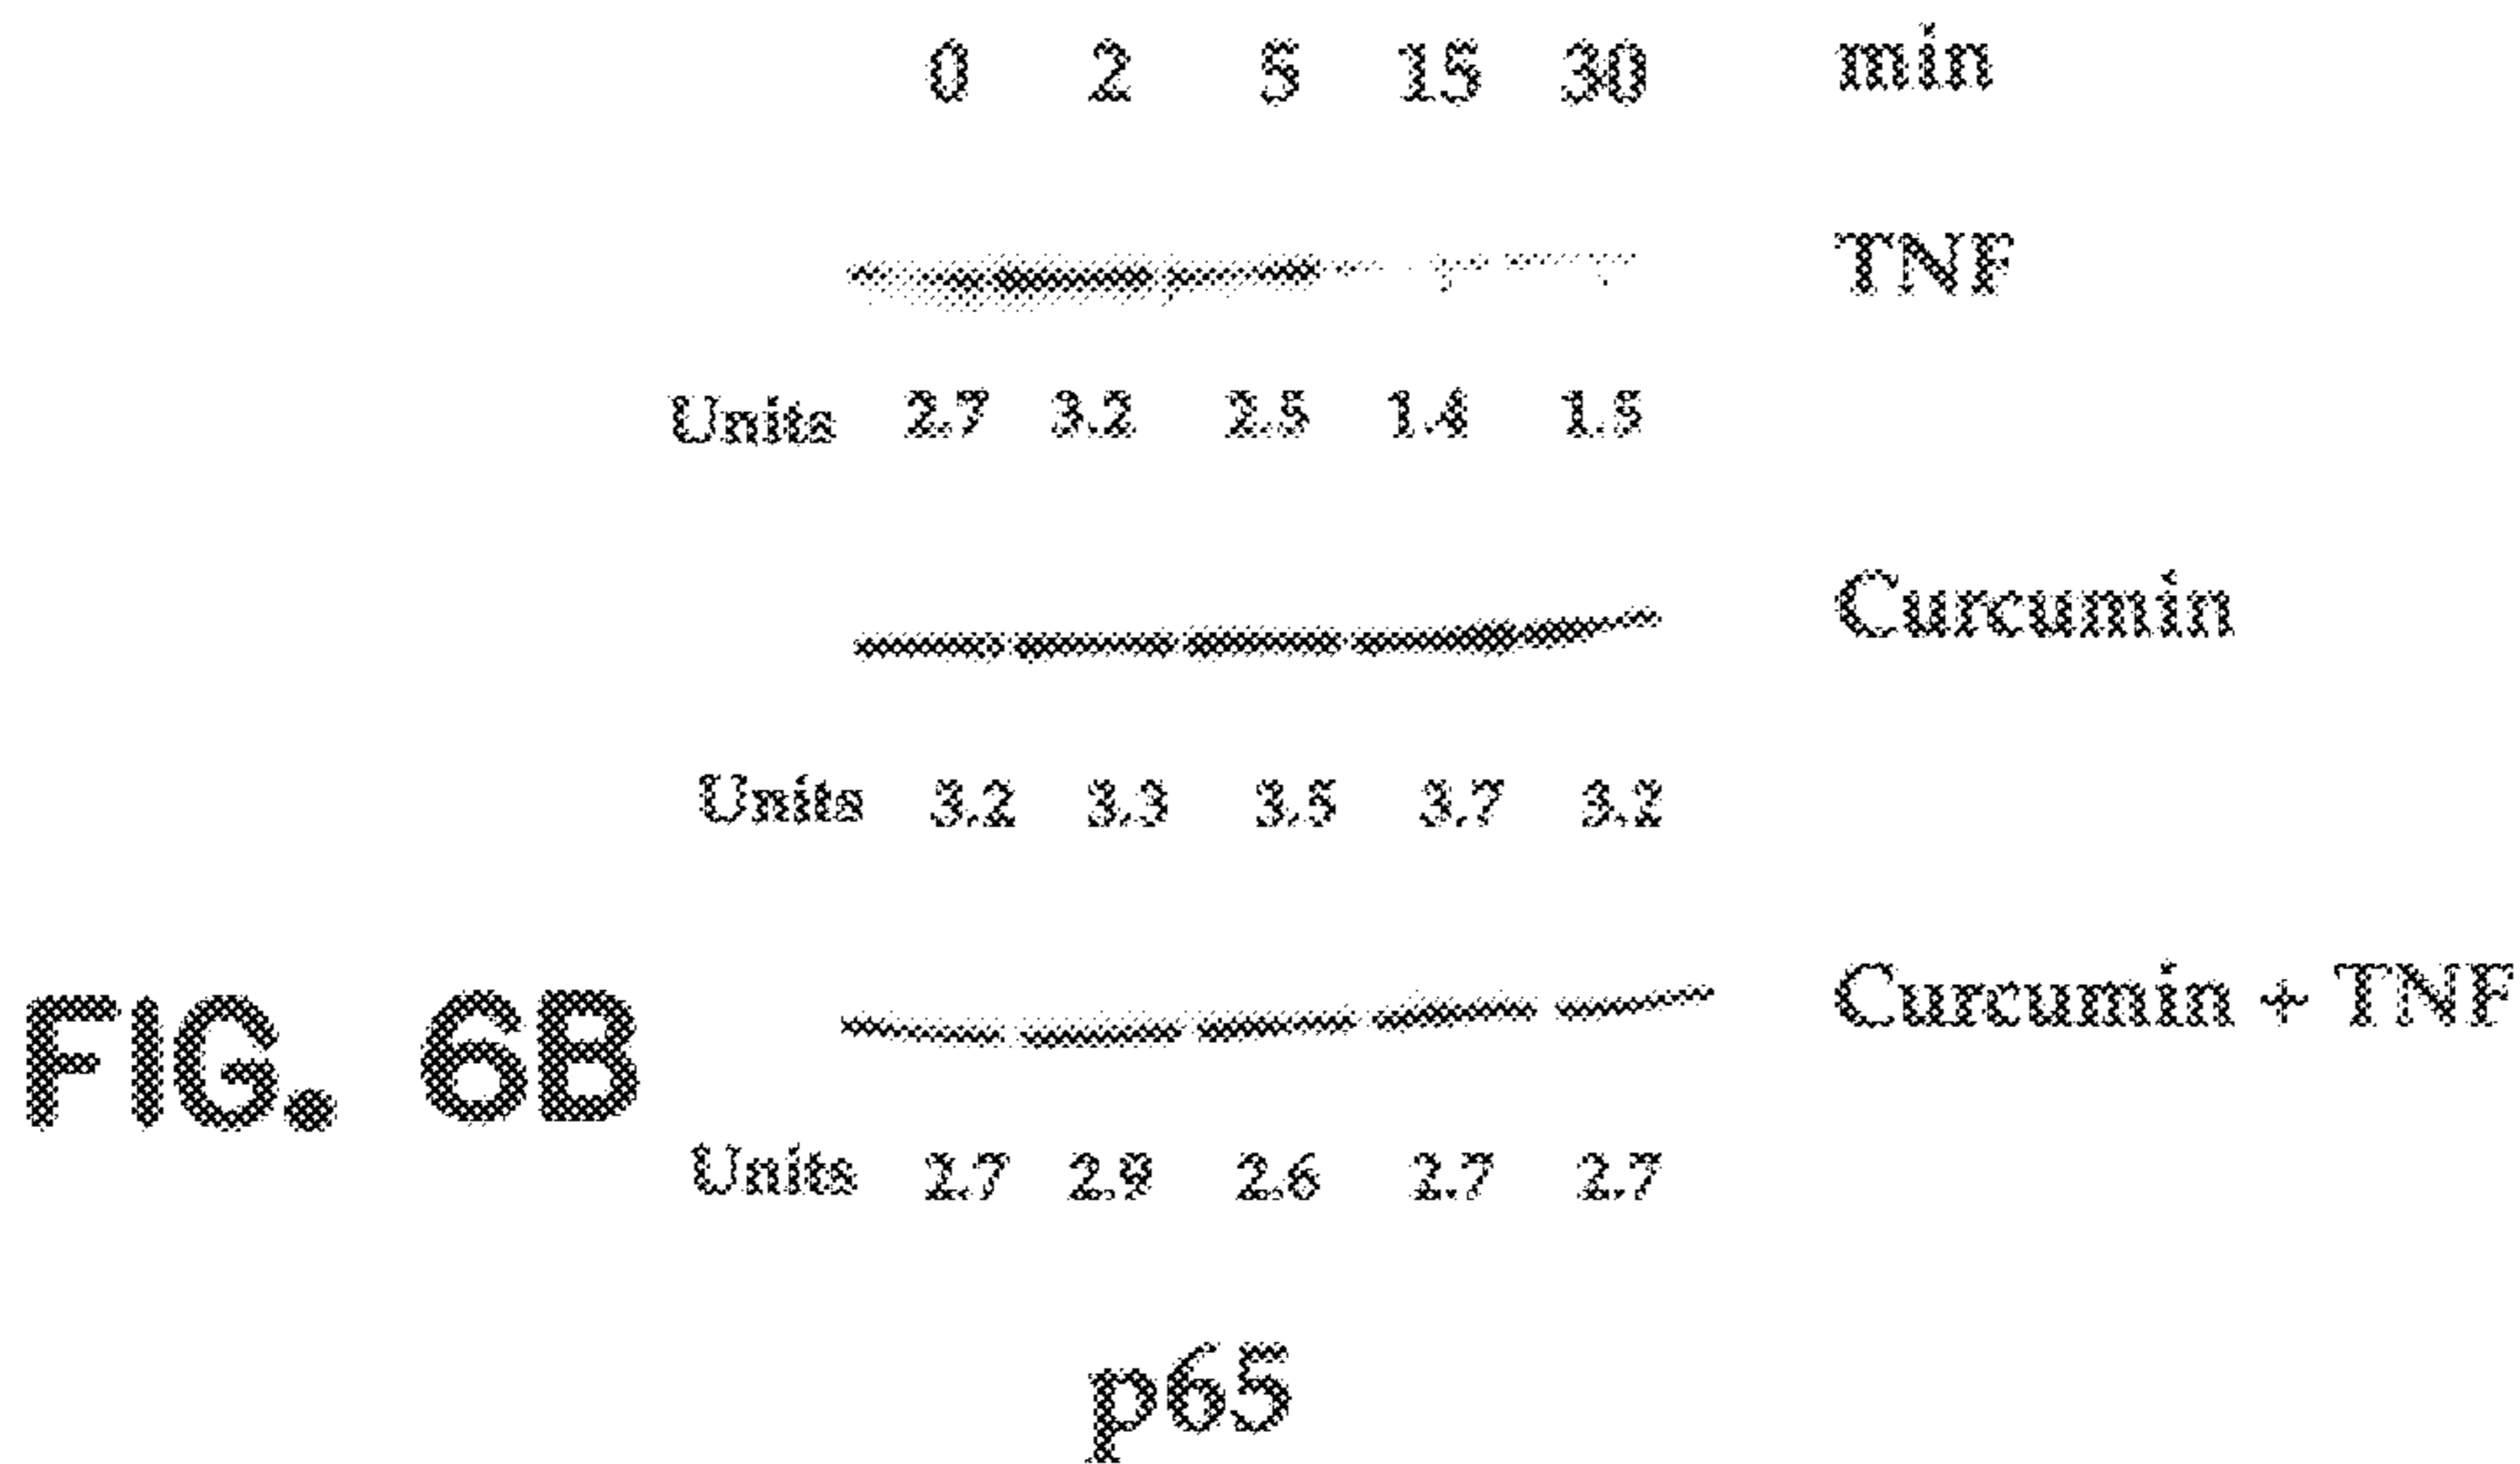 0 2 5 15 30 min
TNF
Units 2.7 3.2 2.5 1.4 1.5
Curcumin
Units 3.2 3.3 3.5 3.7 3.2
Curcumin + TNF
FIG. 6B
Units 2.7 2.9 2.6 2.7 2.7
p65